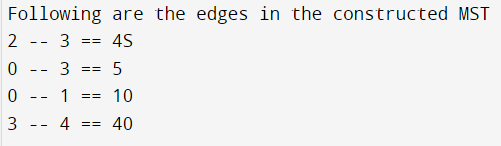 Following are the edges in the constructed MST
2 -- 3 == 4S
0 -- 3 == 5
0 -- 1 == 10
3 -- 4 == 40